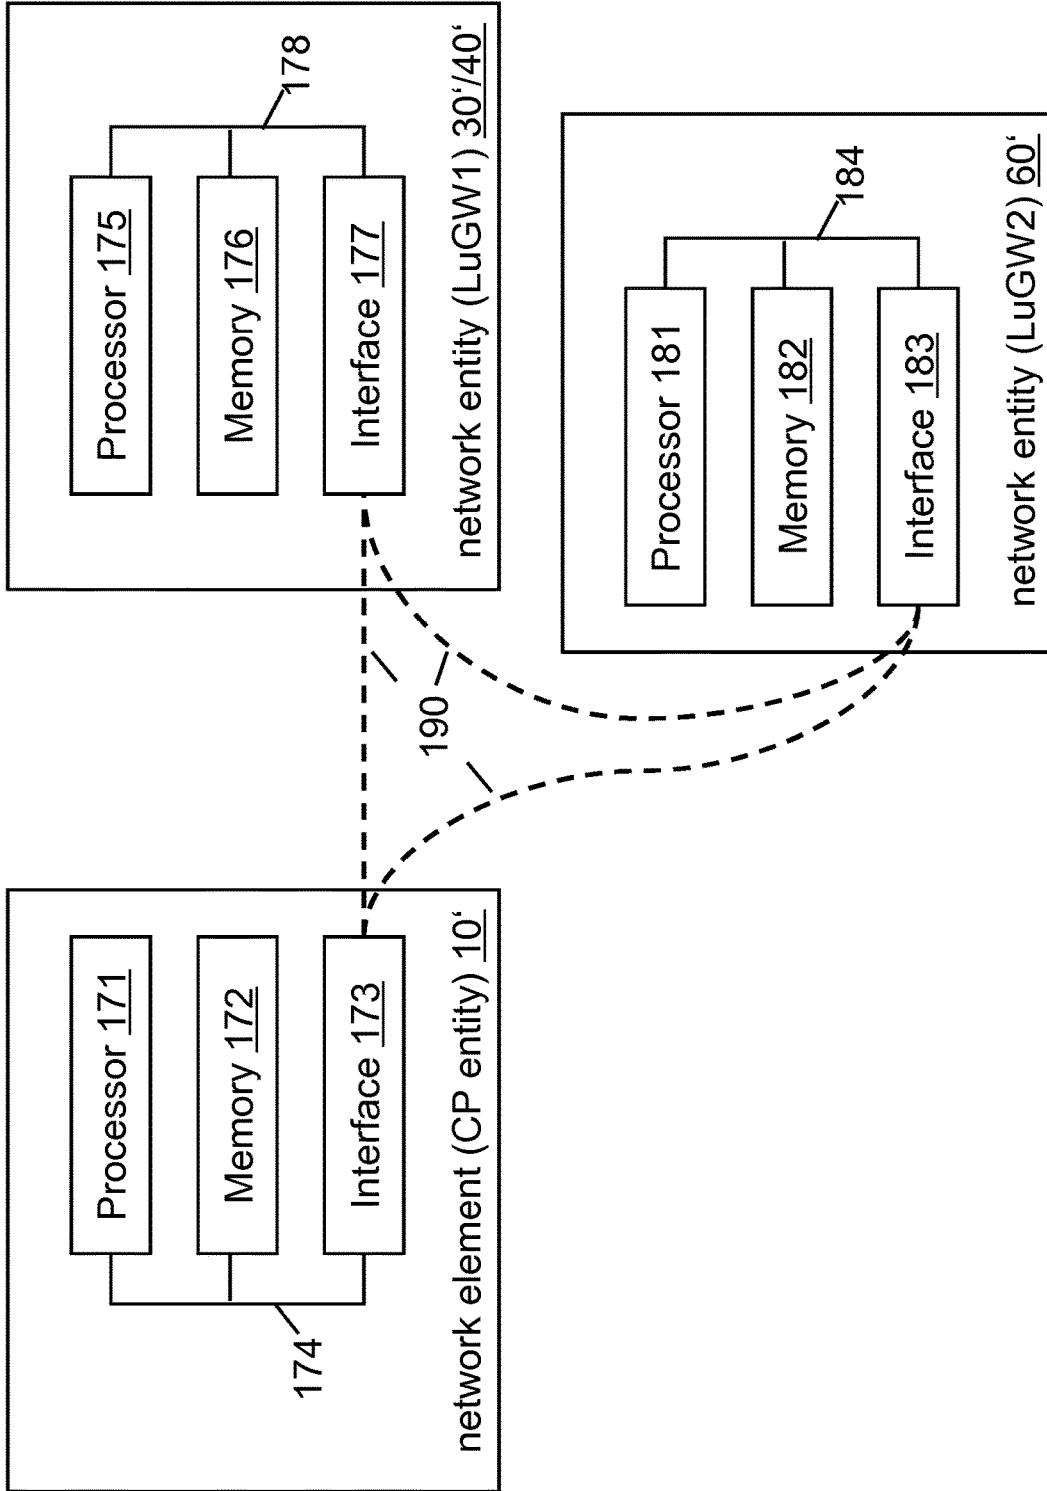 174
Processor 171
Memory 172
Interface 173
network element (CP entity) 10‘
190
Processor 175
Memory 176
Interface 177
178
network entity (LuGW1) 30‘/40‘
Processor 181
Memory 182
Interface 183
184
network entity (LuGW2) 60‘